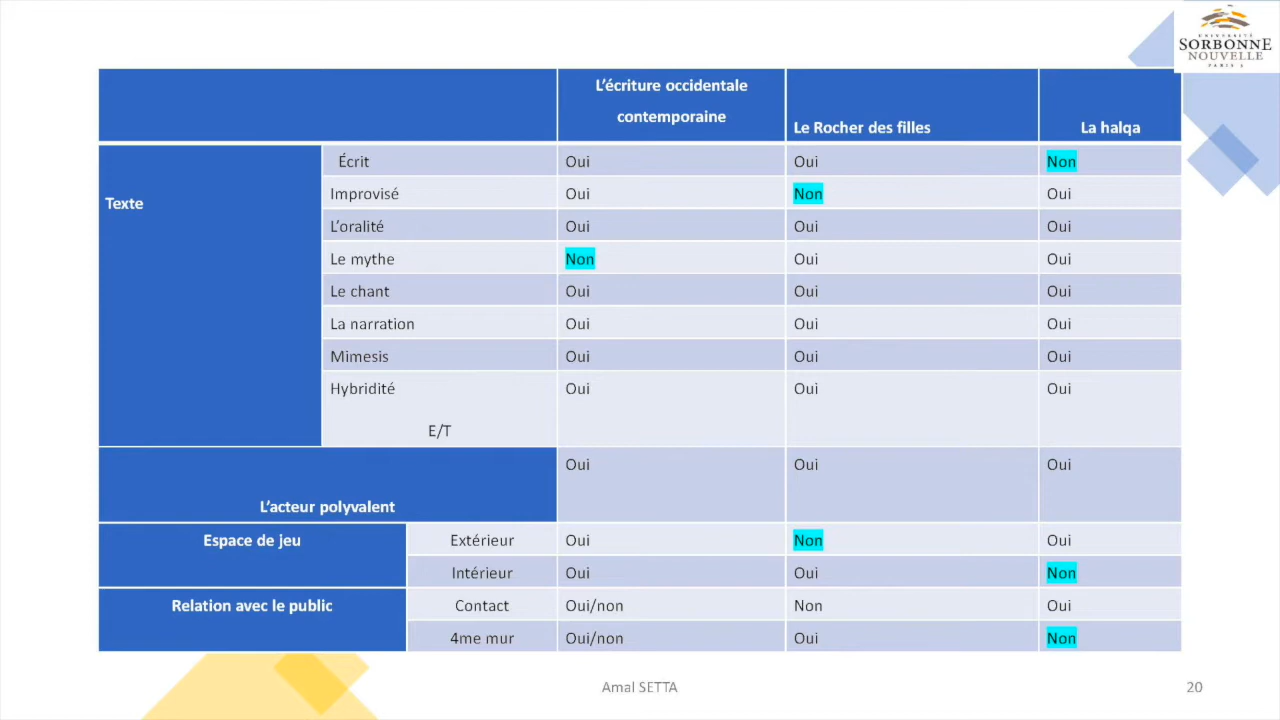 UNIVERSITÉ
SORBONNE
NOUVELLE
PARIS 3
L’écriture occidentale
contemporaine
Le Rocher des filles
La halqa
Texte
Écrit Oui Oui Non
Improvisé Oui Non Oui
L’oralité Oui Oui Oui
Le mythe Non Oui Oui
Le chant Oui Oui Oui
La narration Oui Oui Oui
Mimesis Oui Oui Oui
Hybridité Oui Oui Oui
E/T
L’acteur polyvalent Oui Oui Oui
Espace de jeu Extérieur Oui Non Oui
Intérieur Oui Oui Non
Relation avec le public Contact Oui/non Non Oui
4me mur Oui/non Oui Non
Amal SETTA
20